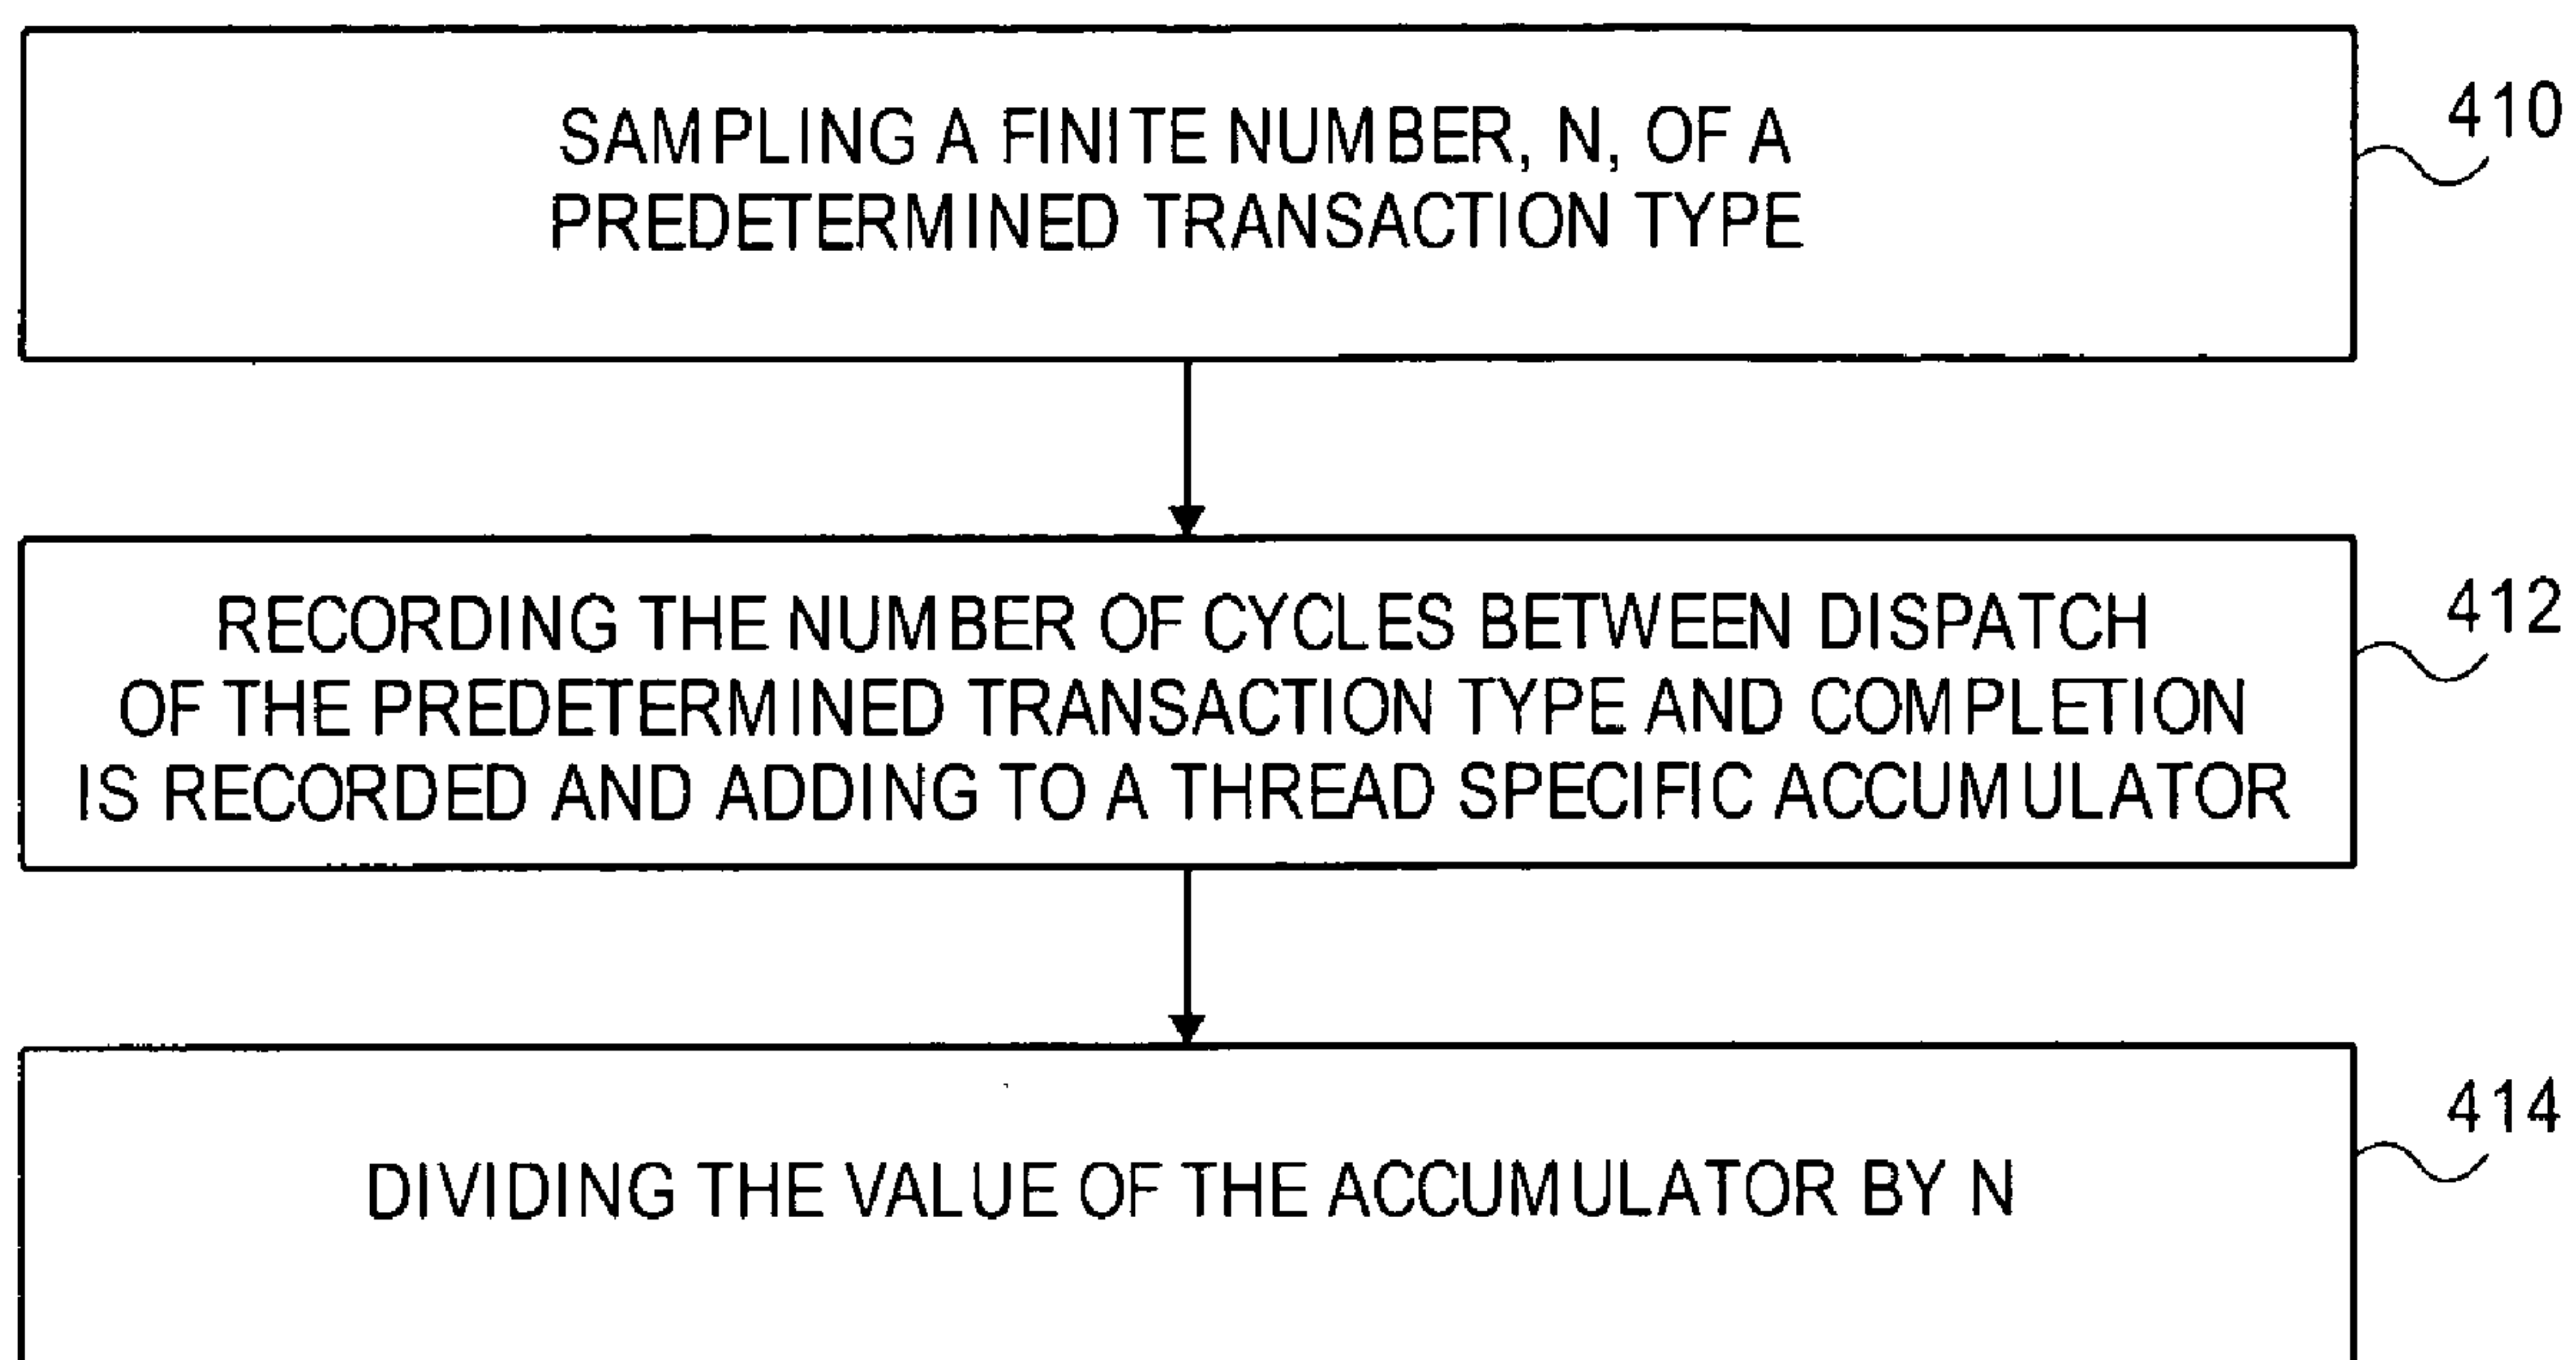 SAMPLING A FINITE NUMBER, N, OF A
PREDETERMINED TRANSACTION TYPE
410
RECORDING THE NUMBER OF CYCLES BETWEEN DISPATCH
OF THE PREDETERMINED TRANSACTION TYPE AND COMPLETION
IS RECORDED AND ADDING TO A THREAD SPECIFIC ACCUMULATOR
412
DIVIDING THE VALUE OF THE ACCUMULATOR BY N
414